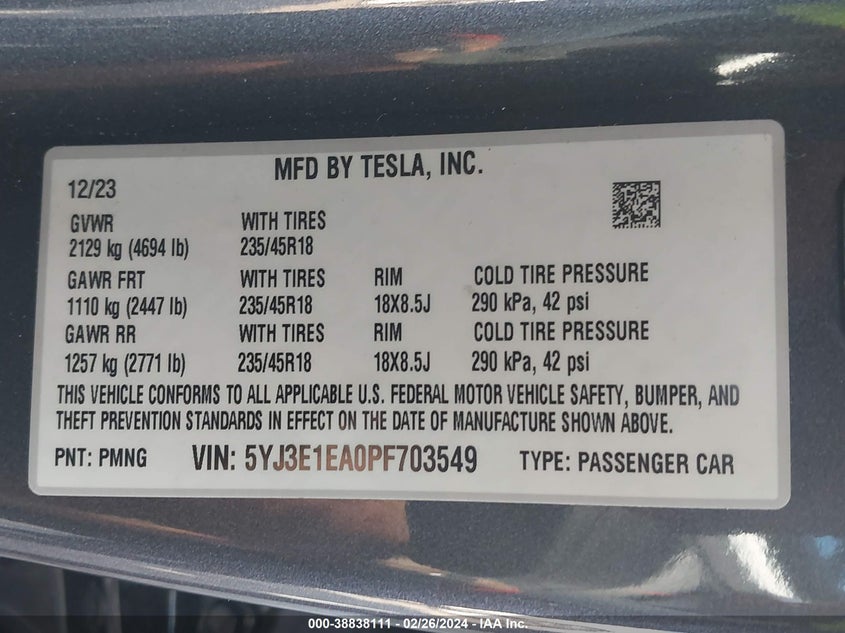 MFD BY TESLA, INC.
12/23
GVWR WITH TIRES
2129 kg (4694 lb) 235/45R18
GAWR FRT WITH TIRES RIM COLD TIRE PRESSURE
1110 kg (2447 lb) 235/45R18 18X8.5J 290 kPa, 42 psi
GAWR RR WITH TIRES RIM COLD TIRE PRESSURE
1257 kg (2771 lb) 235/45R18 18X8.5J 290 kPa, 42 psi
THIS VEHICLE CONFORMS TO ALL APPLICABLE U.S. FEDERAL MOTOR VEHICLE SAFETY, BUMPER, AND
THEFT PREVENTION STANDARDS IN EFFECT ON THE DATE OF MANUFACTURE SHOWN ABOVE.
PNT: PMNG VIN: 5YJ3E1EA0PF703549 TYPE: PASSENGER CAR
000-38838111 - 02/26/2024 - IAA Inc.